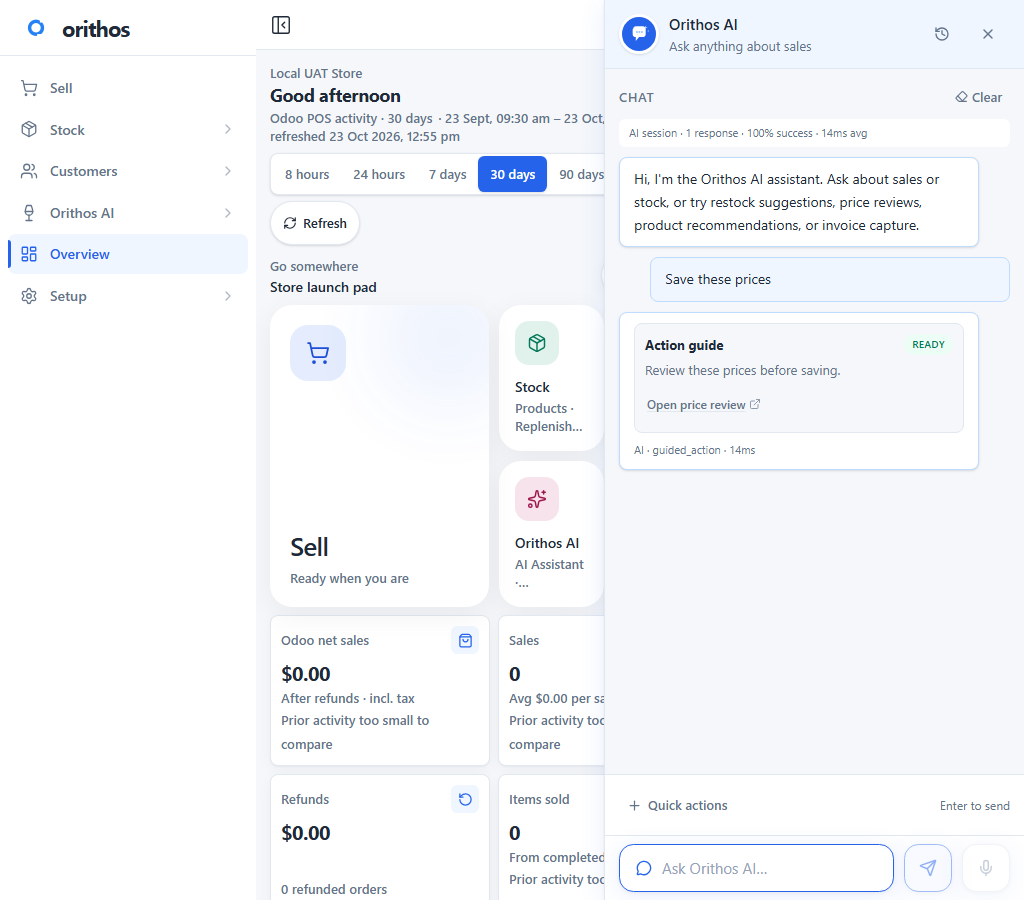 orithos
Sell
Stock
Customers
Orithos AI
Overview
Setup
Local UAT Store
Good afternoon
Odoo POS activity · 30 days · 23 Sept, 09:30 am – 23 Oct,
refreshed 23 Oct 2026, 12:55 pm
8 hours
24 hours
7 days
30 days
90 days
Refresh
Go somewhere
Store launch pad
Sell
Ready when you are
Stock
Products ·
Replenish...
Orithos AI
AI Assistant
·...
Odoo net sales
$0.00
After refunds · incl. tax
Prior activity too small to
compare
Sales
0
Avg $0.00 per sa
Prior activity too
compare
Refunds
$0.00
0 refunded orders
Items sold
0
From completed
Prior activity too
Orithos AI
Ask anything about sales
CHAT
Clear
AI session · 1 response · 100% success · 14ms avg
Hi, I'm the Orithos AI assistant. Ask about sales or
stock, or try restock suggestions, price reviews,
product recommendations, or invoice capture.
Save these prices
Action guide
READY
Review these prices before saving.
Open price review
AI · guided_action · 14ms
Quick actions
Enter to send
Ask Orithos AI...